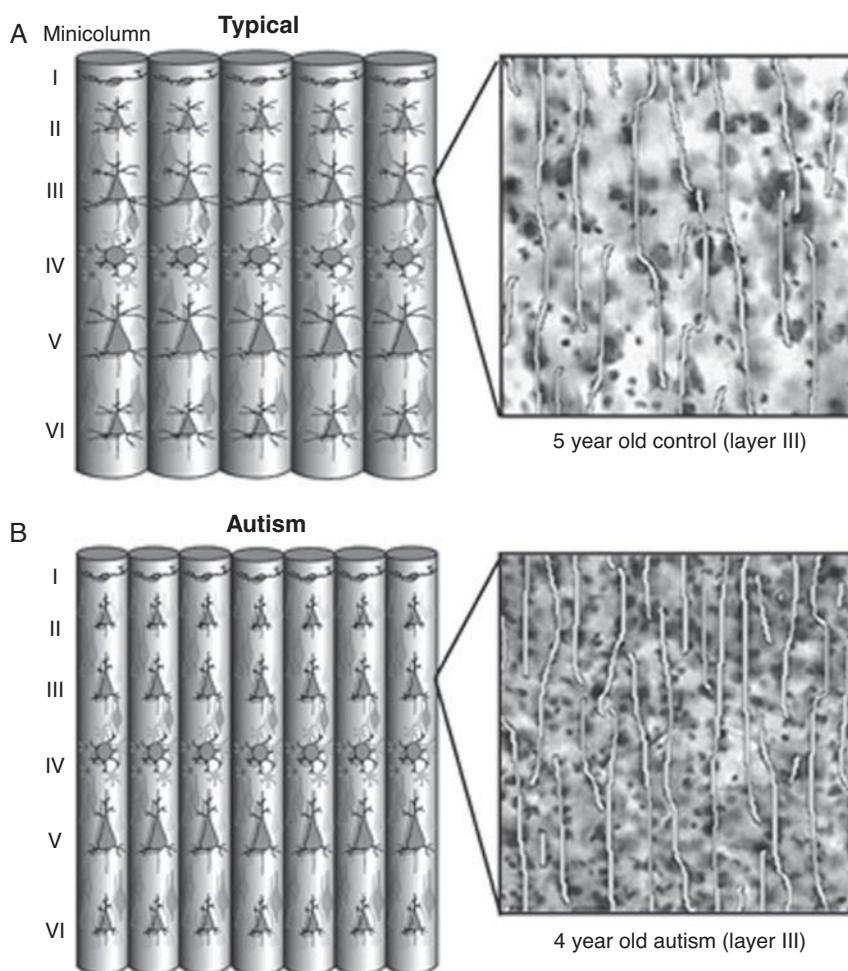 A
Minicolumn
Typical
I
II
III
IV
V
VI
5 year old control (layer III)
B
Autism
I
II
III
IV
V
VI
4 year old autism (layer III)